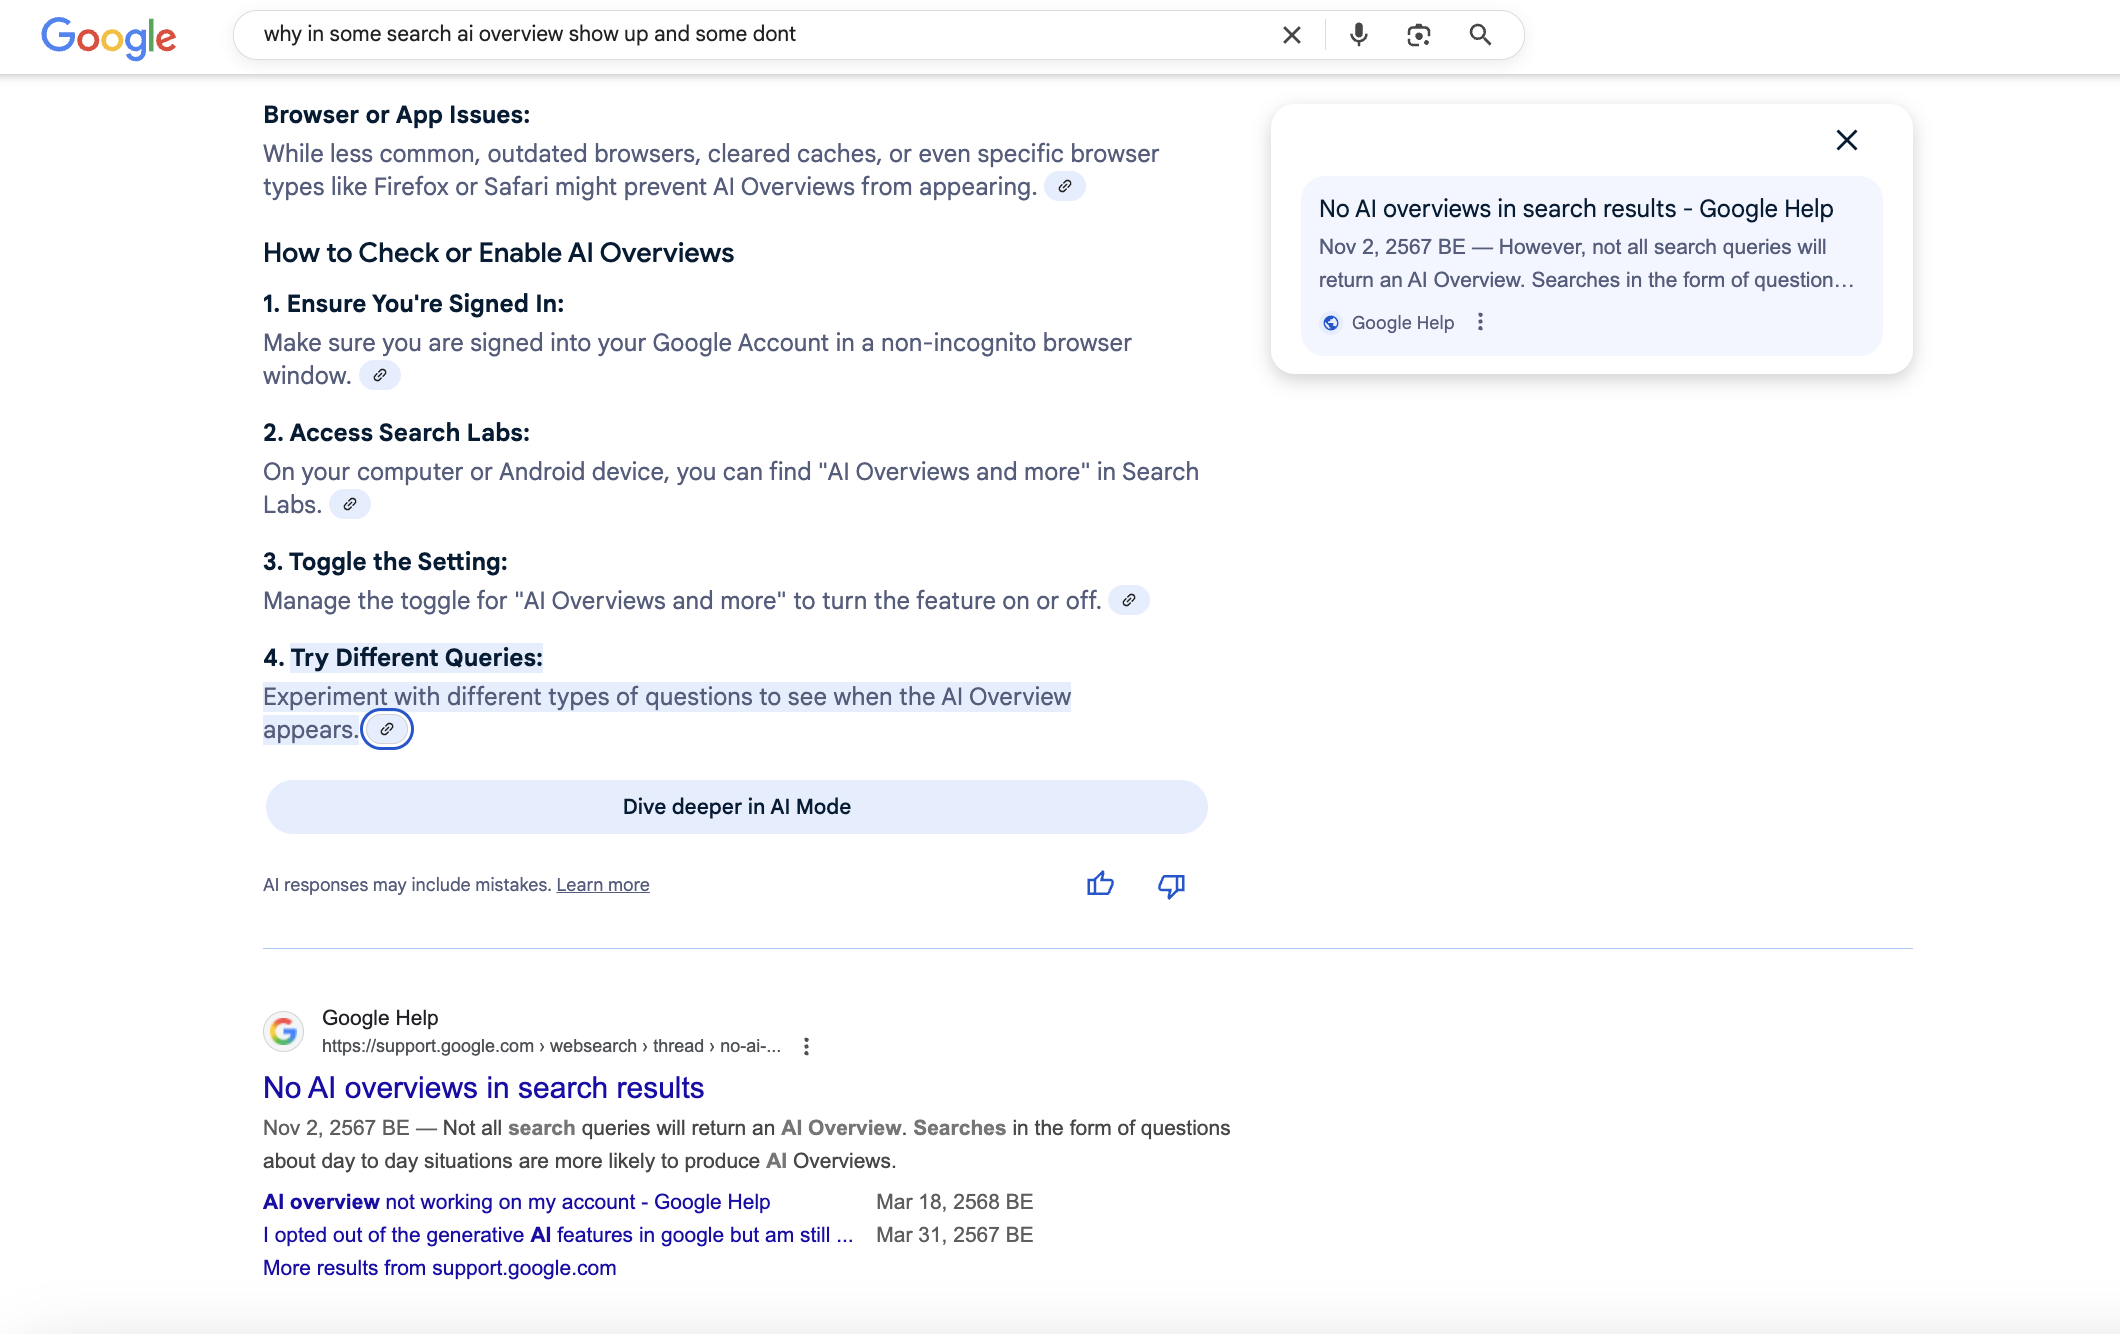 Google
why in some search ai overview show up and some dont
Browser or App Issues:
While less common, outdated browsers, cleared caches, or even specific browser
types like Firefox or Safari might prevent AI Overviews from appearing.
How to Check or Enable AI Overviews
1. Ensure You're Signed In:
Make sure you are signed into your Google Account in a non-incognito browser
window.
2. Access Search Labs:
On your computer or Android device, you can find "AI Overviews and more" in Search
Labs.
3. Toggle the Setting:
Manage the toggle for "AI Overviews and more" to turn the feature on or off.
4. Try Different Queries:
Experiment with different types of questions to see when the AI Overview
appears.
Dive deeper in AI Mode
AI responses may include mistakes. Learn more
No AI overviews in search results - Google Help
Nov 2, 2567 BE — However, not all search queries will
return an AI Overview. Searches in the form of question...
Google Help
Google Help
https://support.google.com › websearch › thread › no-ai-...
No AI overviews in search results
Nov 2, 2567 BE — Not all search queries will return an AI Overview. Searches in the form of questions
about day to day situations are more likely to produce AI Overviews.
AI overview not working on my account - Google Help Mar 18, 2568 BE
I opted out of the generative AI features in google but am still ... Mar 31, 2567 BE
More results from support.google.com